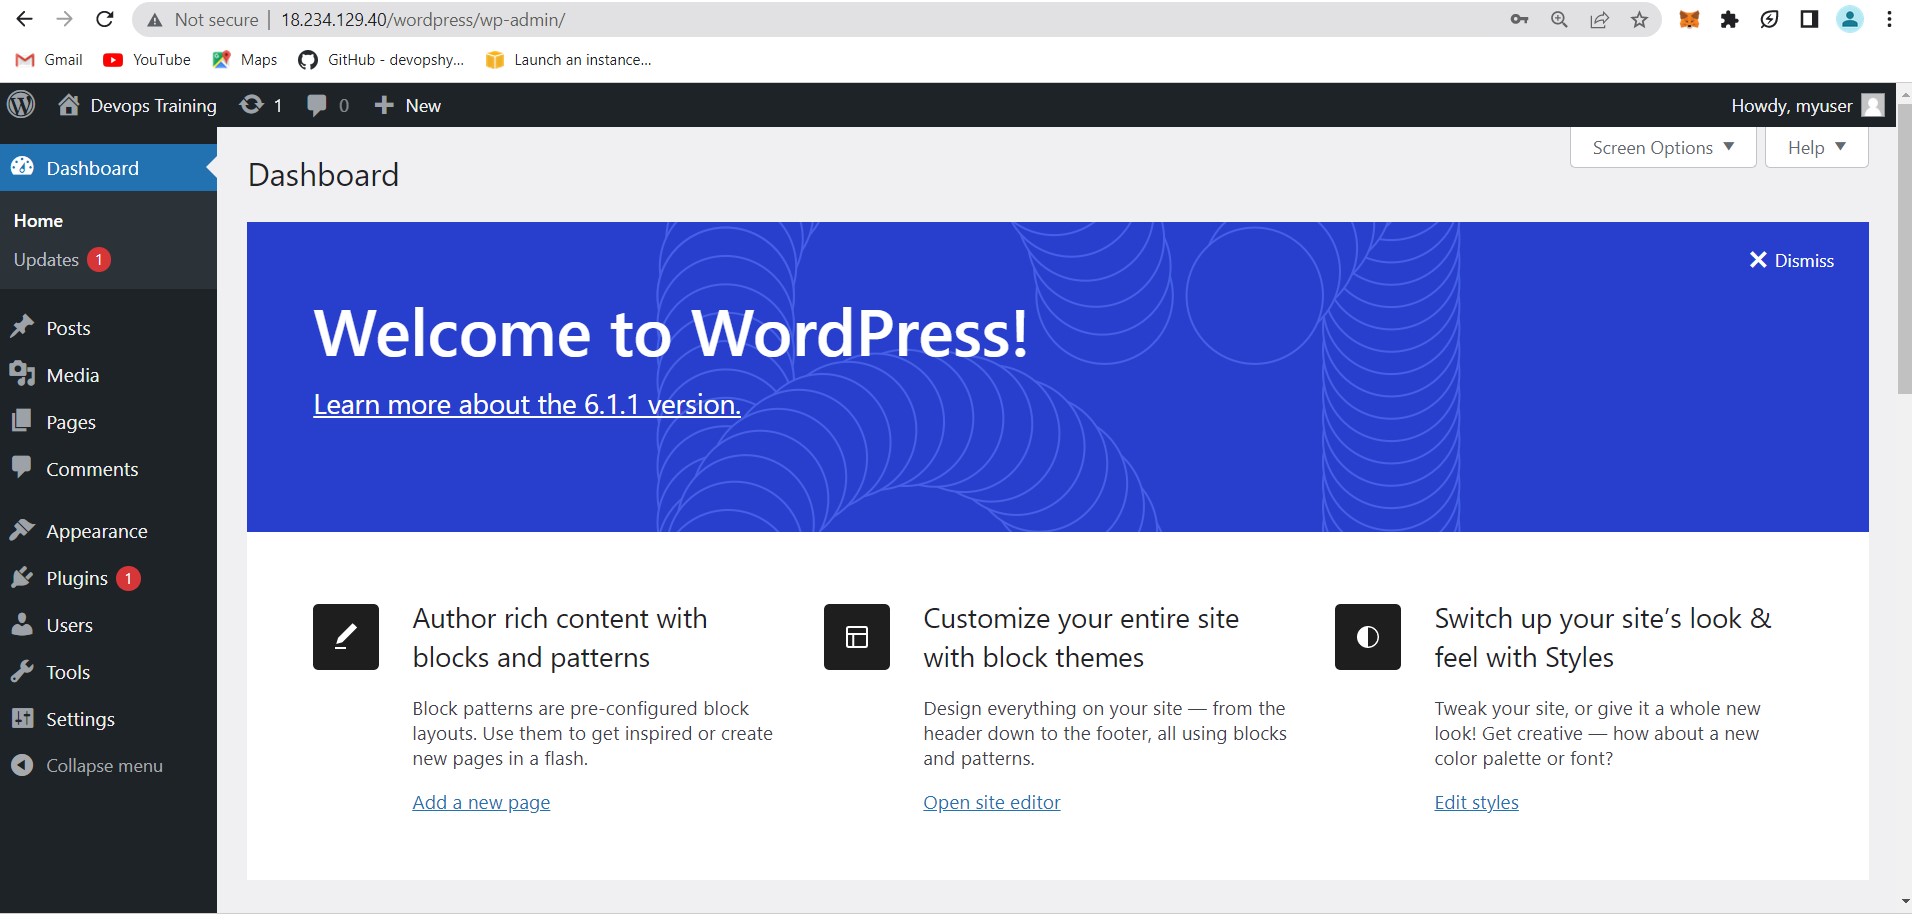 Not secure | 18.234.129.40/wordpress/wp-admin/
Gmail YouTube Maps GitHub - devopshy... Launch an instance...
Devops Training 1 0 New Howdy, myuser
Screen Options Help
Dashboard
Home
Updates 1
Posts
Media
Pages
Comments
Appearance
Plugins 1
Users
Tools
Settings
Collapse menu
Dashboard
Dismiss
Welcome to WordPress!
Learn more about the 6.1.1 version.
Author rich content with
blocks and patterns
Block patterns are pre-configured block
layouts. Use them to get inspired or create
new pages in a flash.
Add a new page
Customize your entire site
with block themes
Design everything on your site — from the
header down to the footer, all using blocks
and patterns.
Open site editor
Switch up your site’s look &
feel with Styles
Tweak your site, or give it a whole new
look! Get creative — how about a new
color palette or font?
Edit styles